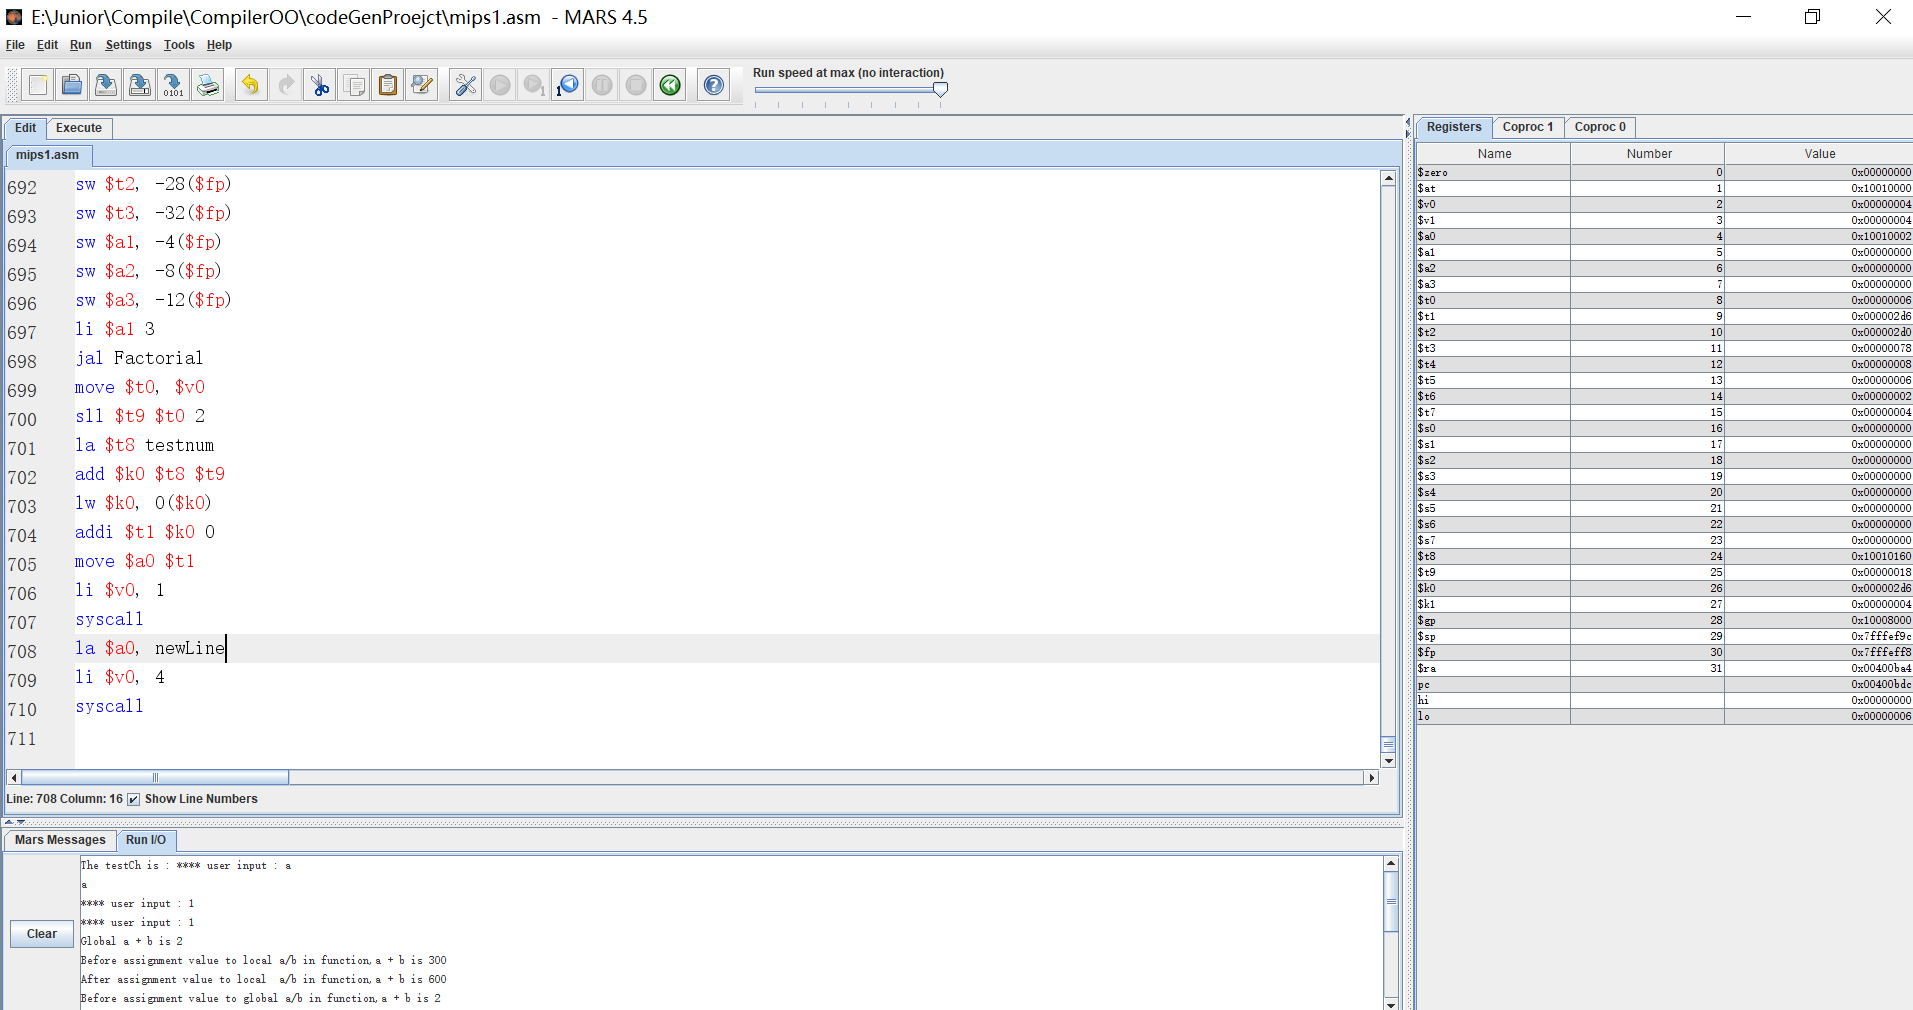 E:\Junior\Compile\CompilerOO\codeGenProejct\mips1.asm - MARS 4.5
File Edit Run Settings Tools Help
Run speed at max (no interaction)
Edit Execute
mips1.asm
692 sw $t2, -28($fp)
693 sw $t3, -32($fp)
694 sw $a1, -4($fp)
695 sw $a2, -8($fp)
696 sw $a3, -12($fp)
697 li $a1 3
698 jal Factorial
699 move $t0, $v0
700 sll $t9 $t0 2
701 la $t8 testnum
702 add $k0 $t8 $t9
703 lw $k0, 0($k0)
704 addi $t1 $k0 0
705 move $a0 $t1
706 li $v0, 1
707 syscall
708 la $a0, newLine
709 li $v0, 4
710 syscall
711
Line: 708 Column: 16 Show Line Numbers
Mars Messages Run I/O
Clear
The testCh is : **** user input : a
a
**** user input : 1
**** user input : 1
Global a + b is 2
Before assignment value to local a/b in function, a + b is 300
After assignment value to local  a/b in function, a + b is 600
Before assignment value to global a/b in function, a + b is 2
Registers Coproc 1 Coproc 0
Name Number Value
$zero 0 0x00000000
$at 1 0x10010000
$v0 2 0x00000004
$v1 3 0x00000004
$a0 4 0x10010002
$a1 5 0x00000000
$a2 6 0x00000000
$a3 7 0x00000000
$t0 8 0x00000006
$t1 9 0x000002d6
$t2 10 0x000002d0
$t3 11 0x00000078
$t4 12 0x00000008
$t5 13 0x00000006
$t6 14 0x00000002
$t7 15 0x00000004
$s0 16 0x00000000
$s1 17 0x00000000
$s2 18 0x00000000
$s3 19 0x00000000
$s4 20 0x00000000
$s5 21 0x00000000
$s6 22 0x00000000
$s7 23 0x00000000
$t8 24 0x10010160
$t9 25 0x00000018
$k0 26 0x000002d6
$k1 27 0x00000004
$gp 28 0x10008000
$sp 29 0x7fffef9c
$fp 30 0x7fffeff8
$ra 31 0x00400ba4
pc 0x00400bdc
hi 0x00000000
lo 0x00000006